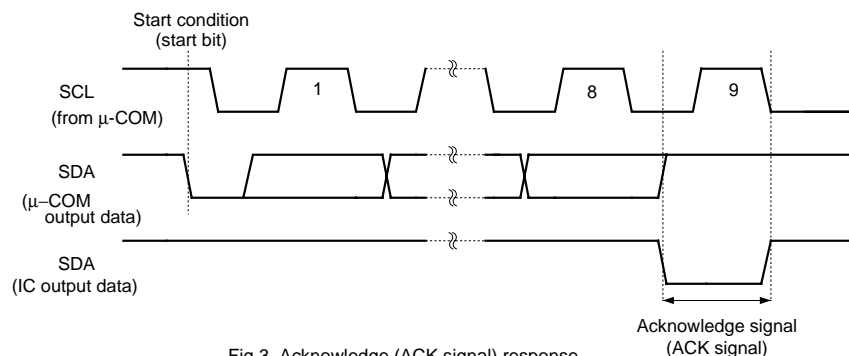 Start condition
(start bit)
SCL
(from μ-COM)
1
8
9
SDA
(μ−COM
output data)
SDA
(IC output data)
Acknowledge signal
(ACK signal)
Fig.3 Acknowledge (ACK signal) response